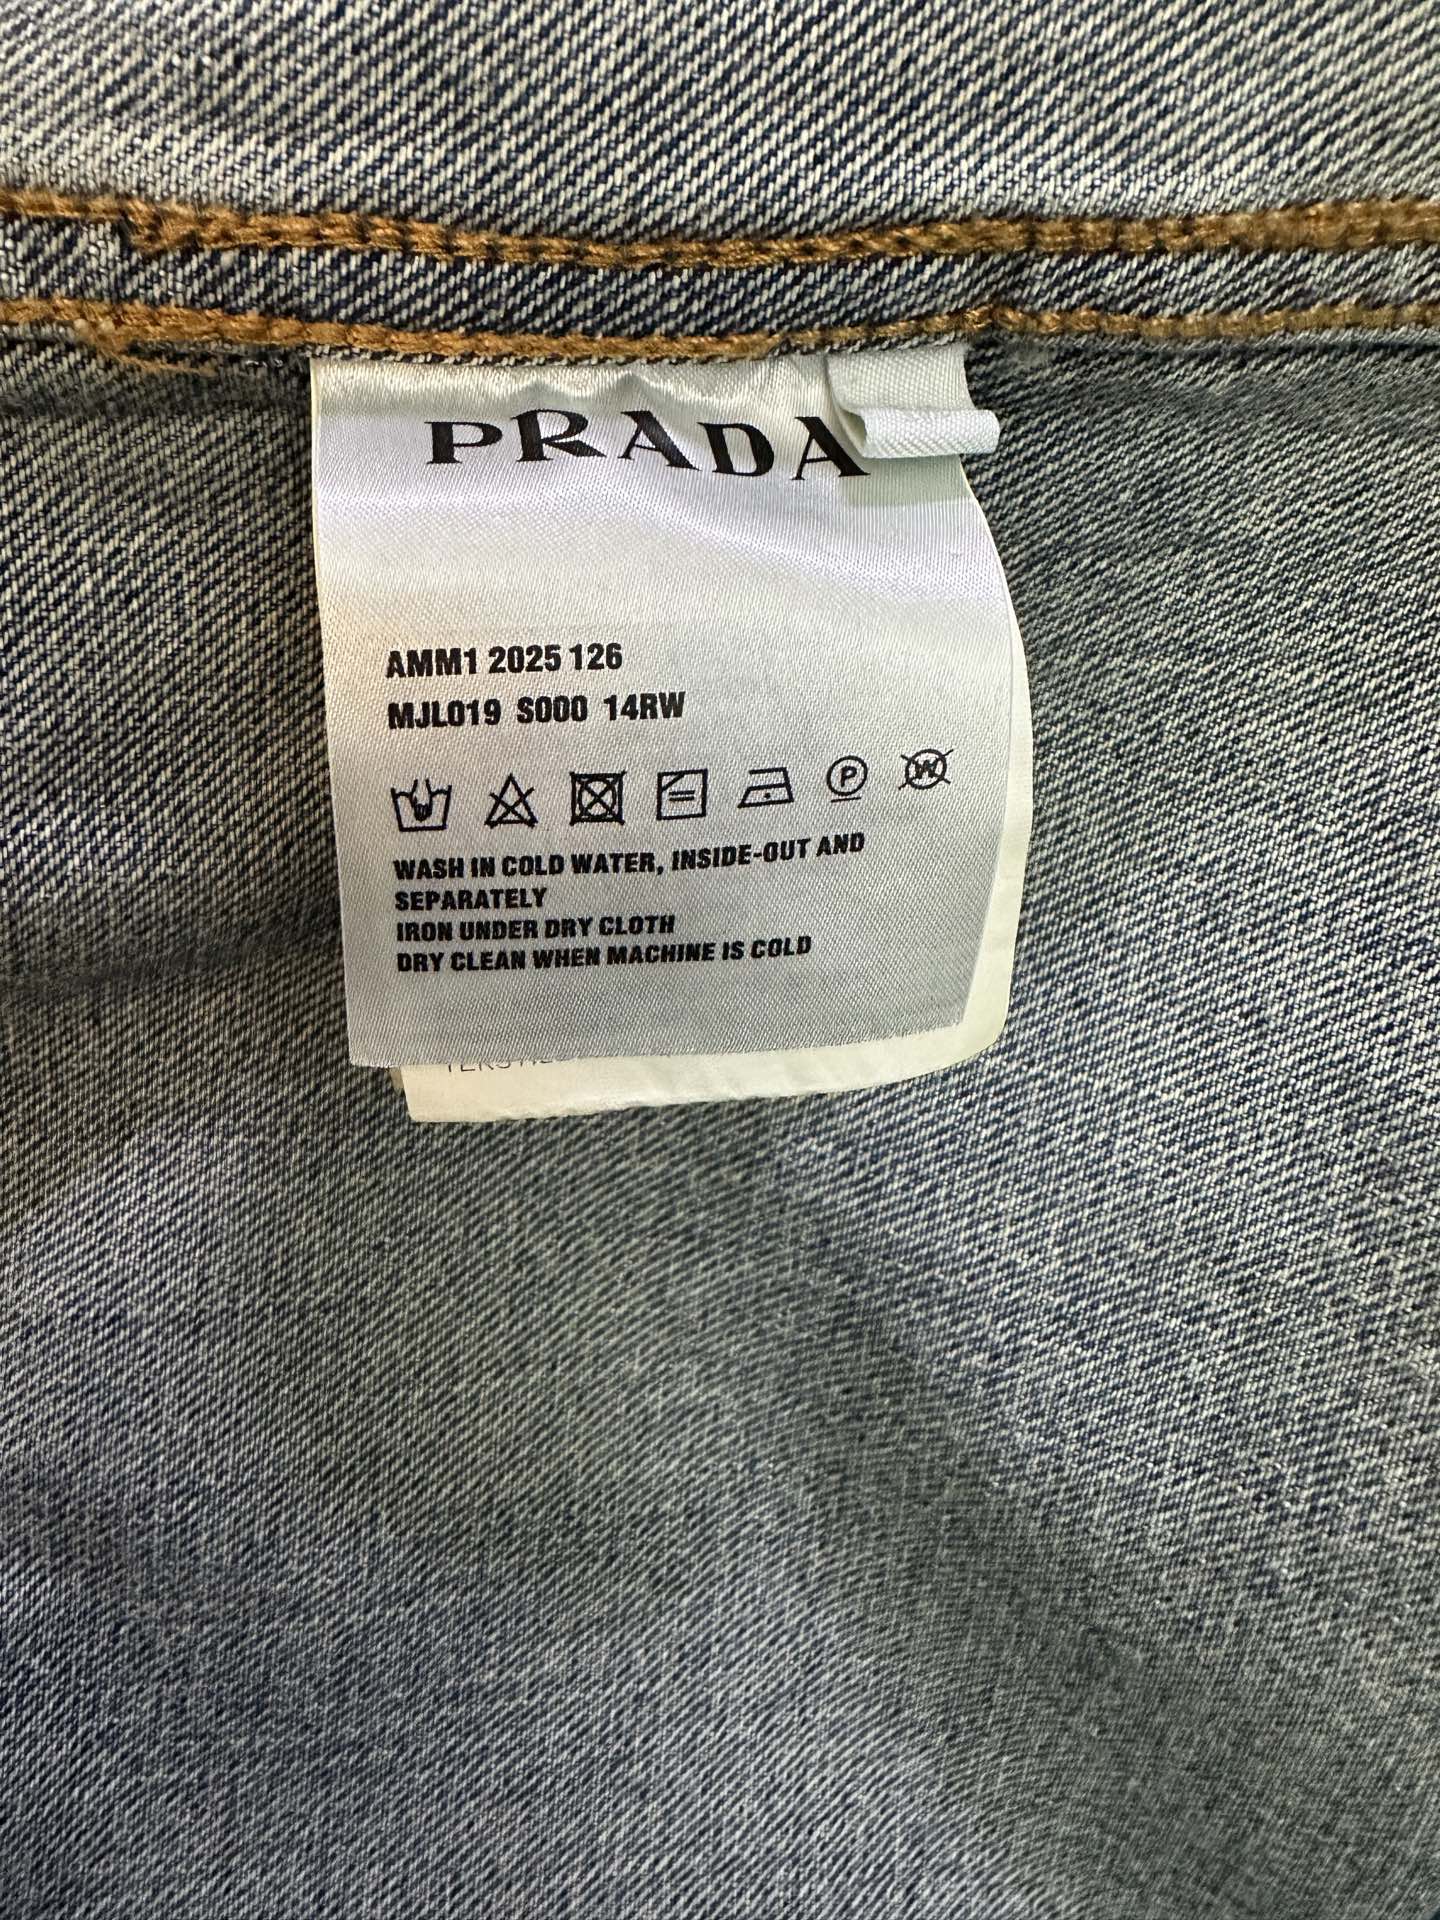 PRADA
AMM1 2025 126
MJL019 S000 14RW
P W
WASH IN COLD WATER, INSIDE-OUT AND
SEPARATELY
IRON UNDER DRY CLOTH
DRY CLEAN WHEN MACHINE IS COLD